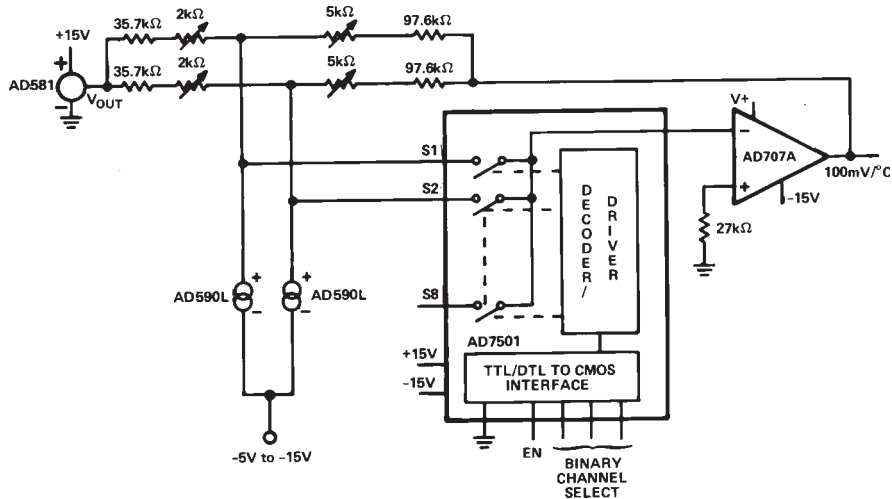 35.7kΩ 2kΩ 5kΩ 97.6kΩ
+15V
+
35.7kΩ 2kΩ 5kΩ 97.6kΩ
AD581
–
VOUT
V+
S1
–
AD707A
S2
+
100mV/°C
–15V
27kΩ
DECODER/
DRIVER
+
+
AD590L
AD590L
–
–
S8
AD7501
+15V
–15V
TTL/DTL TO CMOS
INTERFACE
–5V to –15V
EN
BINARY
CHANNEL
SELECT